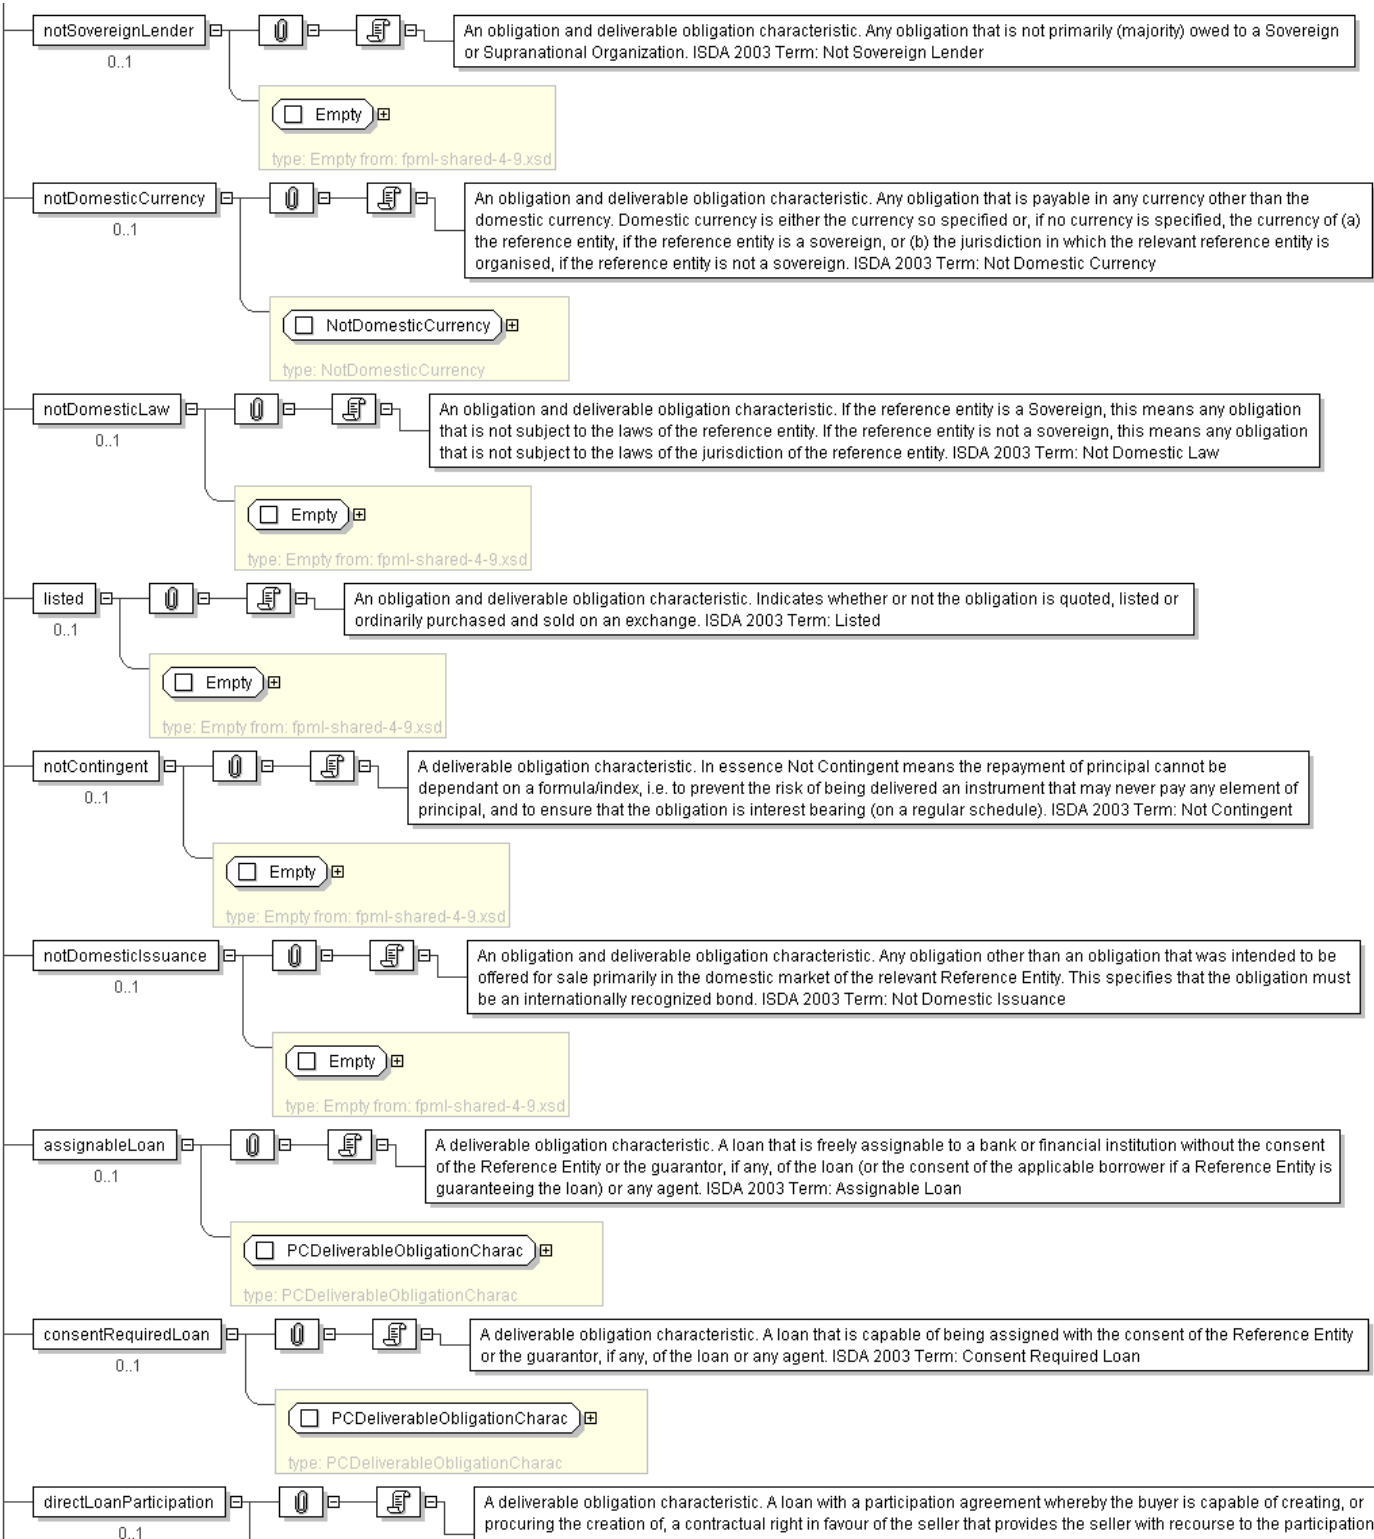 notSovereignLender
0..1
An obligation and deliverable obligation characteristic. Any obligation that is not primarily (majority) owed to a Sovereign
or Supranational Organization. ISDA 2003 Term: Not Sovereign Lender
Empty
type: Empty from: fpml-shared-4-9.xsd
notDomesticCurrency
0..1
An obligation and deliverable obligation characteristic. Any obligation that is payable in any currency other than the
domestic currency. Domestic currency is either the currency so specified or, if no currency is specified, the currency of (a)
the reference entity, if the reference entity is a sovereign, or (b) the jurisdiction in which the relevant reference entity is
organised, if the reference entity is not a sovereign. ISDA 2003 Term: Not Domestic Currency
NotDomesticCurrency
type: NotDomesticCurrency
notDomesticLaw
0..1
An obligation and deliverable obligation characteristic. If the reference entity is a Sovereign, this means any obligation
that is not subject to the laws of the reference entity. If the reference entity is not a sovereign, this means any obligation
that is not subject to the laws of the jurisdiction of the reference entity. ISDA 2003 Term: Not Domestic Law
Empty
type: Empty from: fpml-shared-4-9.xsd
listed
0..1
An obligation and deliverable obligation characteristic. Indicates whether or not the obligation is quoted, listed or
ordinarily purchased and sold on an exchange. ISDA 2003 Term: Listed
Empty
type: Empty from: fpml-shared-4-9.xsd
notContingent
0..1
A deliverable obligation characteristic. In essence Not Contingent means the repayment of principal cannot be
dependant on a formula/index, i.e. to prevent the risk of being delivered an instrument that may never pay any element of
principal, and to ensure that the obligation is interest bearing (on a regular schedule). ISDA 2003 Term: Not Contingent
Empty
type: Empty from: fpml-shared-4-9.xsd
notDomesticIssuance
0..1
An obligation and deliverable obligation characteristic. Any obligation other than an obligation that was intended to be
offered for sale primarily in the domestic market of the relevant Reference Entity. This specifies that the obligation must
be an internationally recognized bond. ISDA 2003 Term: Not Domestic Issuance
Empty
type: Empty from: fpml-shared-4-9.xsd
assignableLoan
0..1
A deliverable obligation characteristic. A loan that is freely assignable to a bank or financial institution without the consent
of the Reference Entity or the guarantor, if any, of the loan (or the consent of the applicable borrower if a Reference Entity is
guaranteeing the loan) or any agent. ISDA 2003 Term: Assignable Loan
PCDeliverableObligationCharac
type: PCDeliverableObligationCharac
consentRequiredLoan
0..1
A deliverable obligation characteristic. A loan that is capable of being assigned with the consent of the Reference Entity
or the guarantor, if any, of the loan or any agent. ISDA 2003 Term: Consent Required Loan
PCDeliverableObligationCharac
type: PCDeliverableObligationCharac
directLoanParticipation
0..1
A deliverable obligation characteristic. A loan with a participation agreement whereby the buyer is capable of creating, or
procuring the creation of, a contractual right in favour of the seller that provides the seller with recourse to the participation